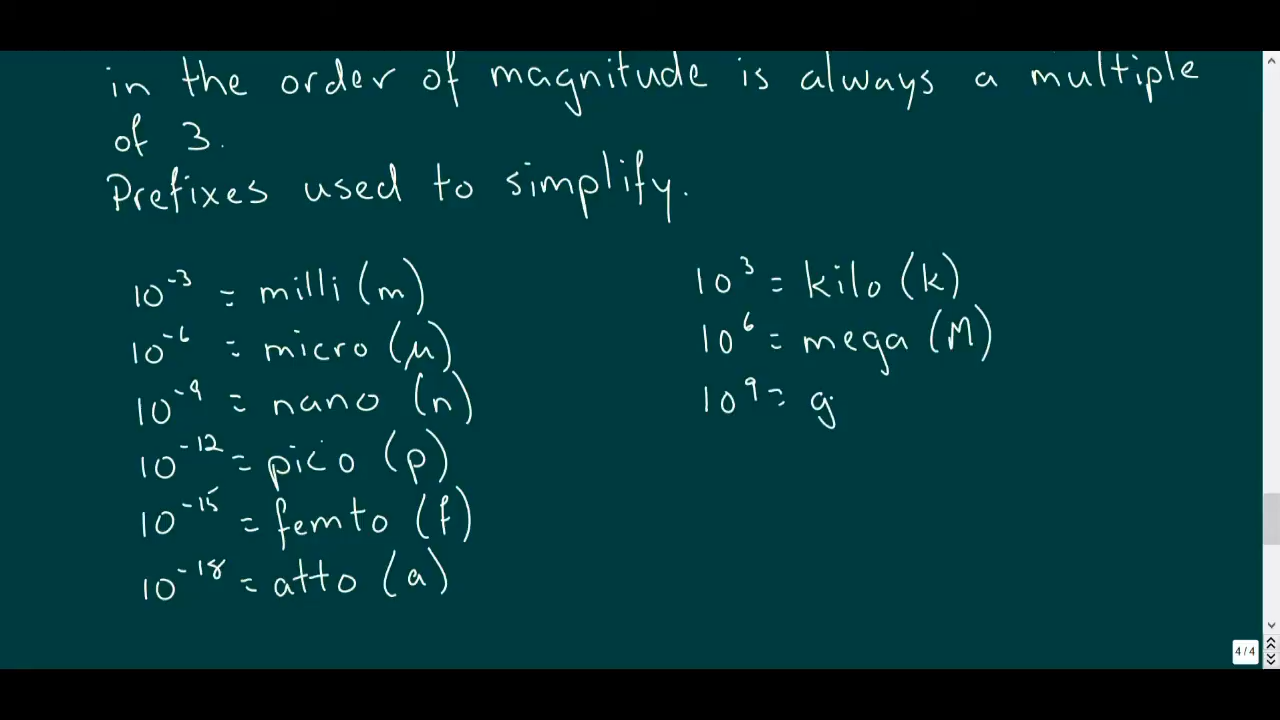 in the order of magnitude is always a multiple
of 3.
Prefixes used to simplify.
10⁻³ = milli (m)
10⁻⁶ = micro (μ)
10⁻⁹ = nano (n)
10⁻¹² = pico (p)
10⁻¹⁵ = femto (f)
10⁻¹⁸ = atto (a)
10³ = kilo (k)
10⁶ = mega (M)
10⁹ = g
4 / 4